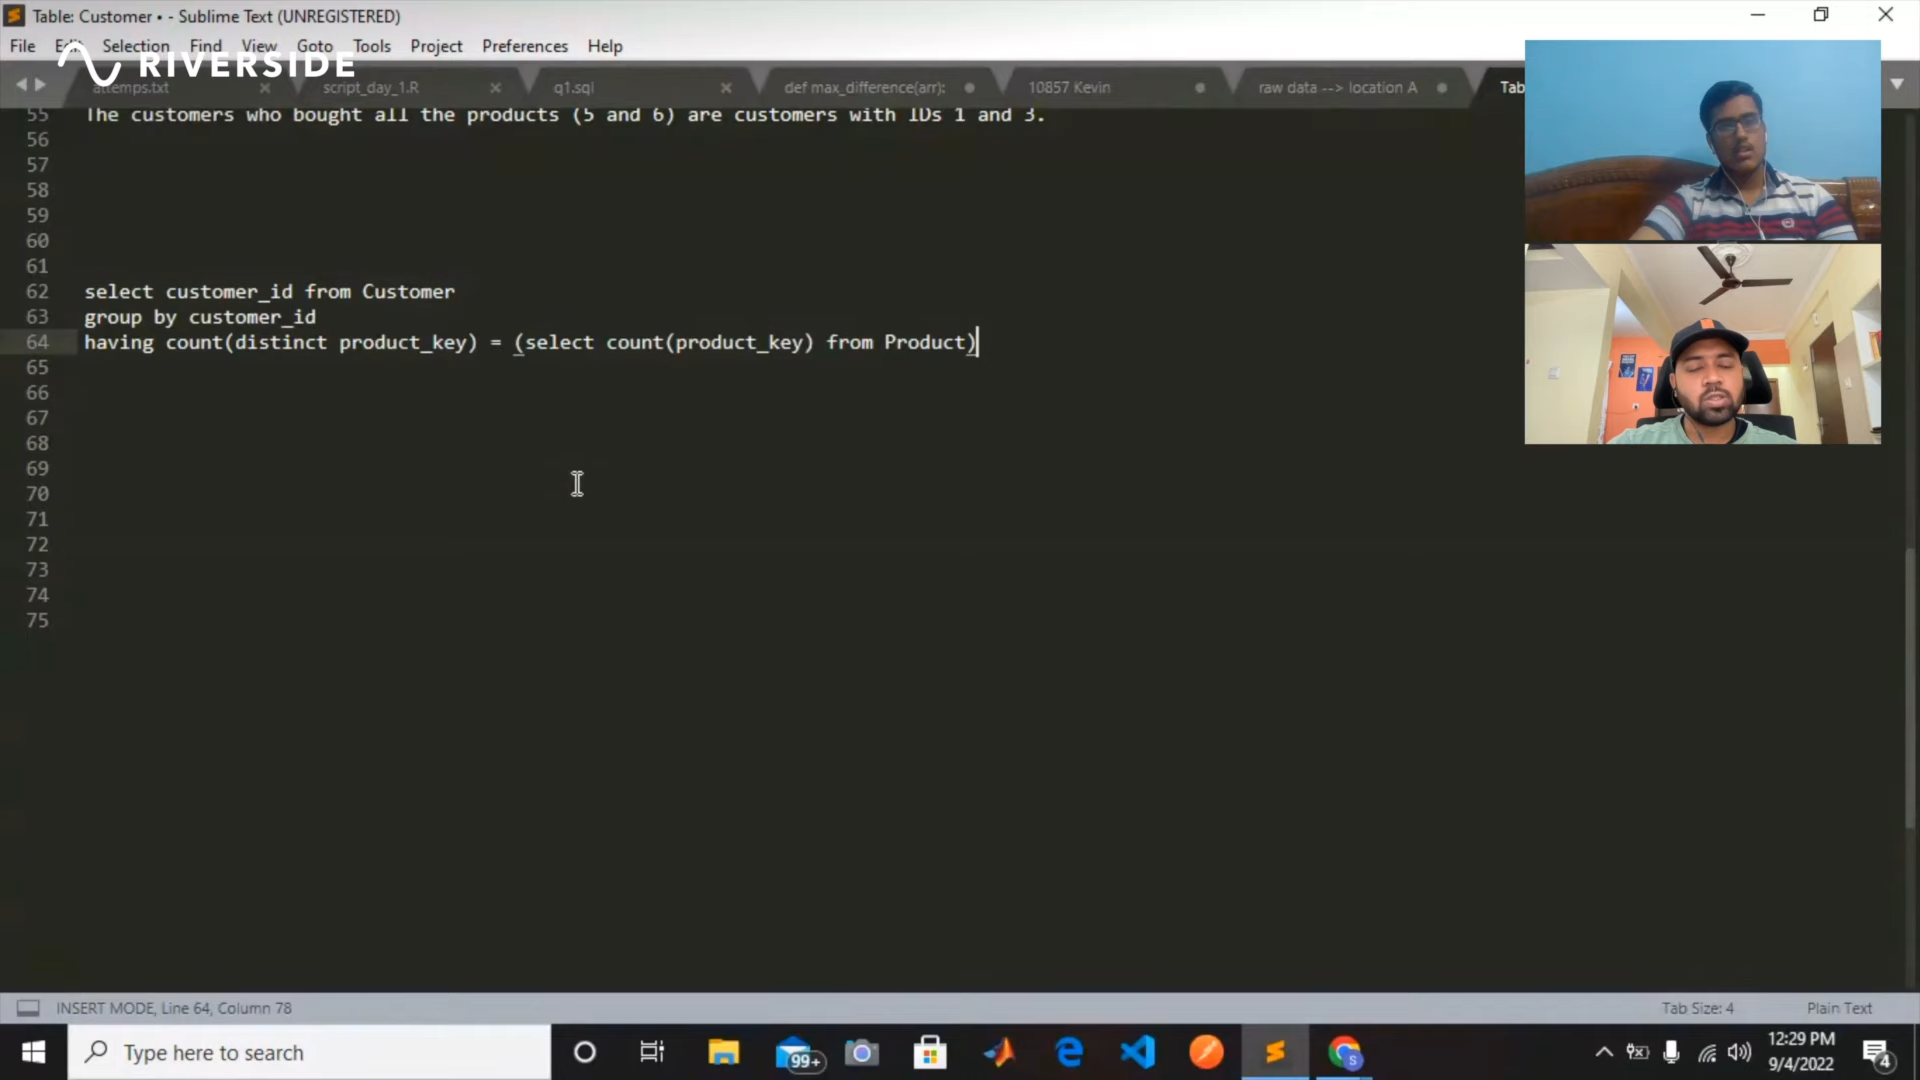 Table: Customer • - Sublime Text (UNREGISTERED)
File Edit Selection Find View Goto Tools Project Preferences Help
RIVERSIDE
attemps.txt script_day_1.R q1.sql def max_difference(arr): 10857 Kevin raw data --> location A Tab
55 The customers who bought all the products (5 and 6) are customers with IDs 1 and 3.
56
57
58
59
60
61
62 select customer_id from Customer
63 group by customer_id
64 having count(distinct product_key) = (select count(product_key) from Product)
65
66
67
68
69
70
71
72
73
74
75
INSERT MODE, Line 64, Column 78 Tab Size: 4 Plain Text
Type here to search
99+
S
12:29 PM
9/4/2022
4